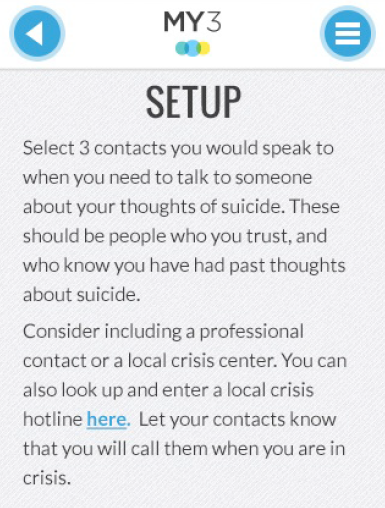 MY3
SETUP
Select 3 contacts you would speak to
when you need to talk to someone
about your thoughts of suicide. These
should be people who you trust, and
who know you have had past thoughts
about suicide.
Consider including a professional
contact or a local crisis center. You can
also look up and enter a local crisis
hotline here. Let your contacts know
that you will call them when you are in
crisis.